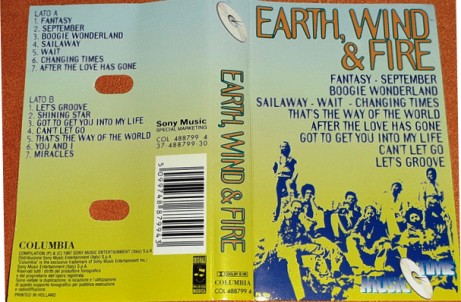 LATO A
1. FANTASY
2. SEPTEMBER
3. BOOGIE WONDERLAND
4. SAILAWAY
5. WAIT
6. CHANGING TIMES
7. AFTER THE LOVE HAS GONE
LATO B
1. LET'S GROOVE
2. SHINING STAR
3. GOT TO GET YOU INTO MY LIFE
4. CAN'T LET GO
5. THAT'S THE WAY OF THE WORLD
6. YOU AND I
7. MIRACLES
Sony Music
SPECIAL MARKETING
COL 488799 4
37-488799-30
5099748879943
COLUMBIA
PRINTED IN HOLLAND
EARTH, WIND & FIRE
COL 488799 4
EARTH, WIND
& FIRE
FANTASY - SEPTEMBER
BOOGIE WONDERLAND
SAILAWAY - WAIT - CHANGING TIMES
THAT'S THE WAY OF THE WORLD
AFTER THE LOVE HAS GONE
GOT TO GET YOU INTO MY LIFE
CAN'T LET GO
LET'S GROOVE